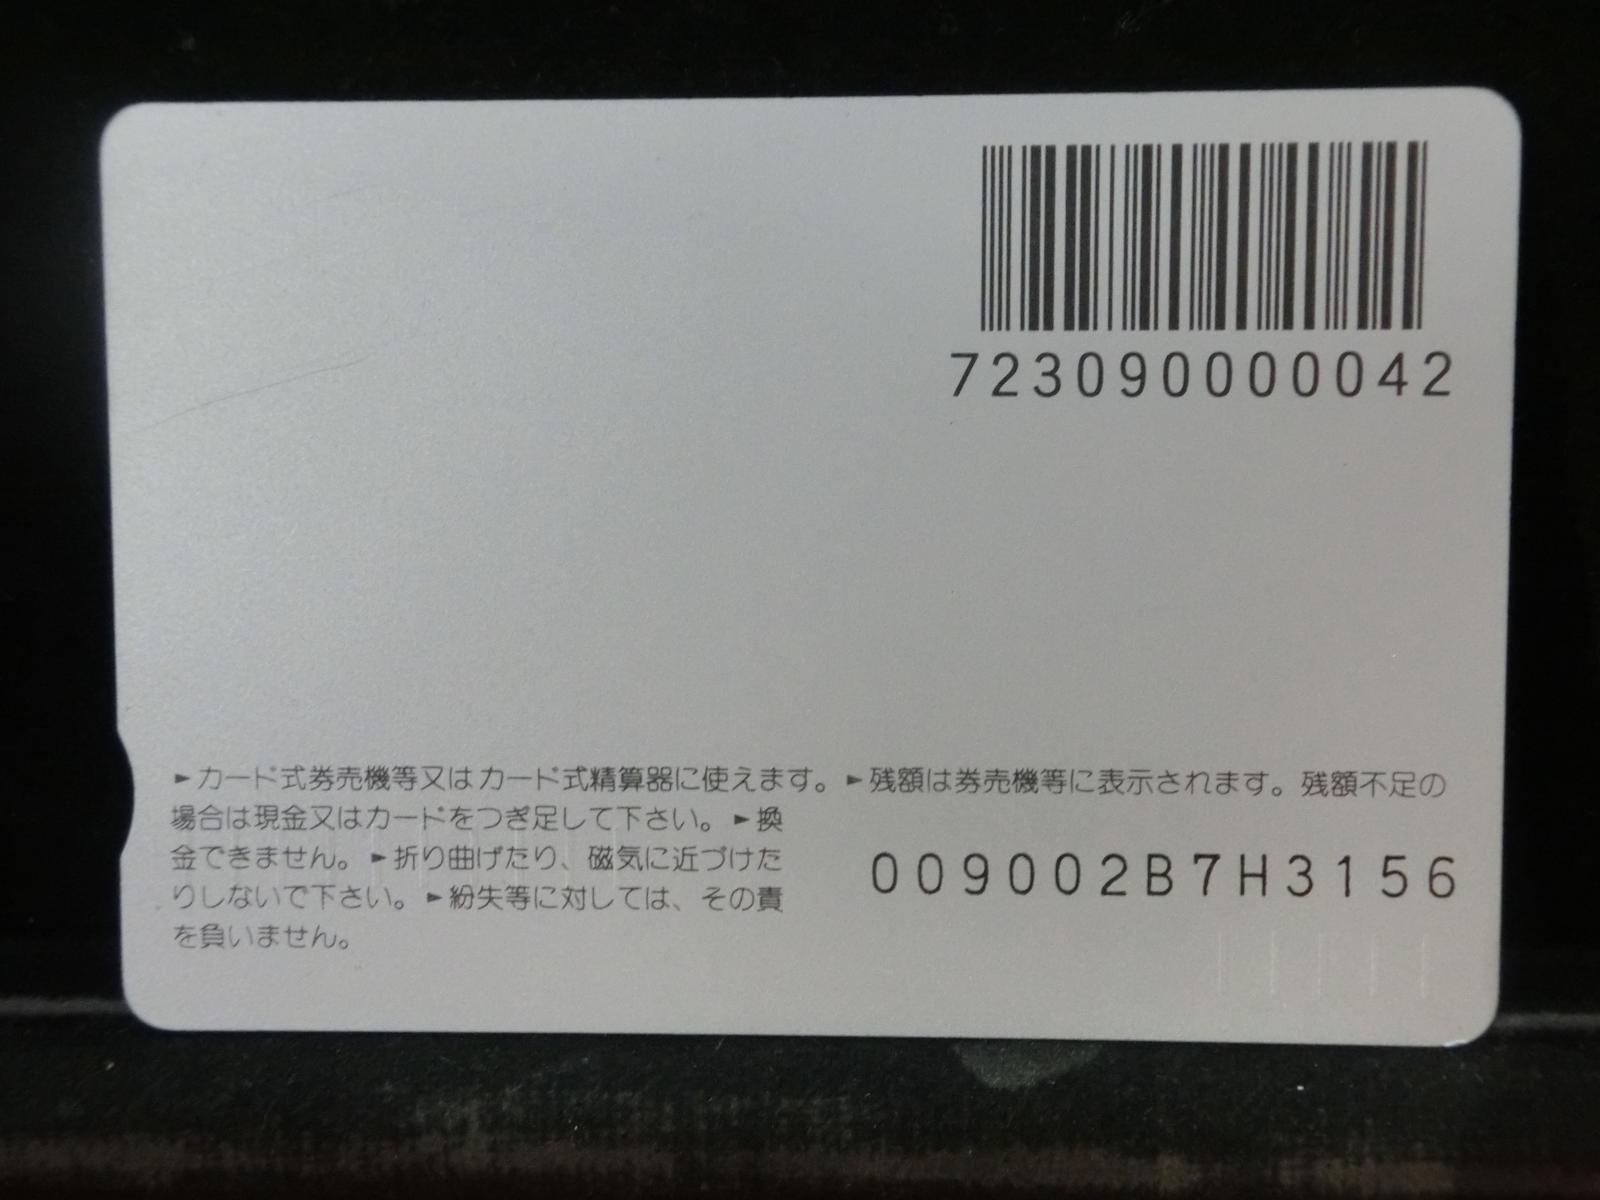 723090000042
►カード式券売機等又はカード式精算器に使えます。►残額は券売機等に表示されます。残額不足の
場合は現金又はカードをつぎ足して下さい。►換
金できません。►折り曲げたり、磁気に近づけた
りしないで下さい。►紛失等に対しては、その責
を負いません。
009002B7H3156